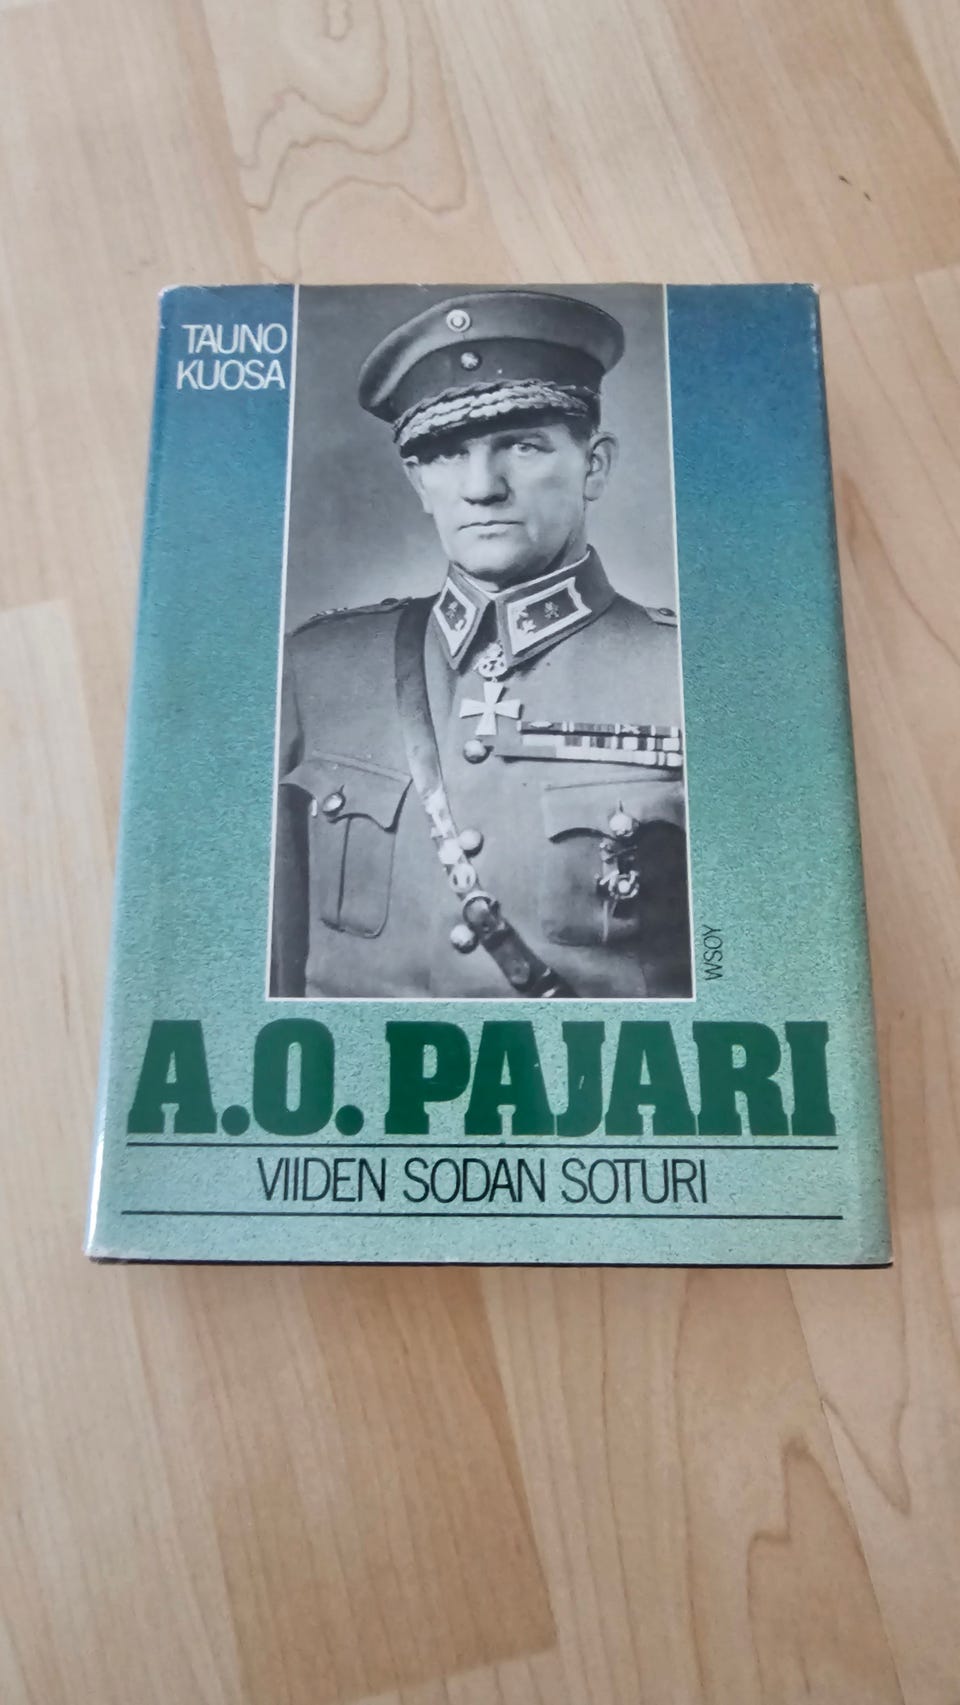 TAUNO
KUOSA
WSOY
A.O. PAJARI
VIIDEN SODAN SOTURI